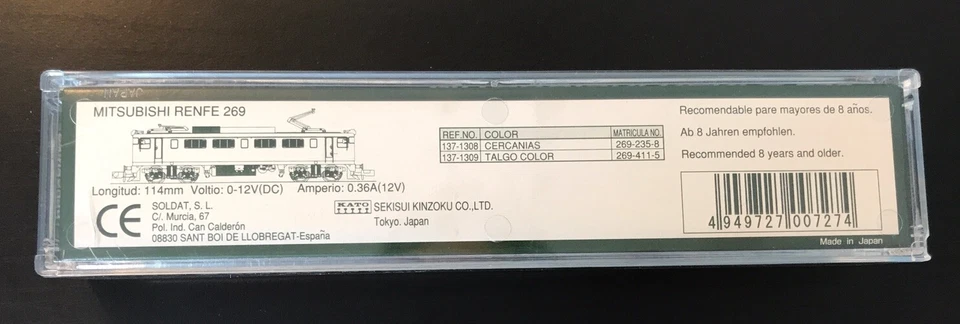 JAPAN
MITSUBISHI RENFE 269
Longitud: 114mm Voltio: 0-12V(DC) Amperio: 0.36A(12V)
CE
SOLDAT, S. L.
C/. Murcia, 67
Pol. Ind. Can Calderón
08830 SANT BOI DE LLOBREGAT-España
REF.NO. COLOR MATRICULA NO.
137-1308 CERCANIAS 269-235-8
137-1309 TALGO COLOR 269-411-5
KATO SEKISUI KINZOKU CO.,LTD.
Tokyo. Japan
Recomendable pare mayores de 8 años.
Ab 8 Jahren empfohlen.
Recommended 8 years and older.
4 949727 007274
Made in Japan